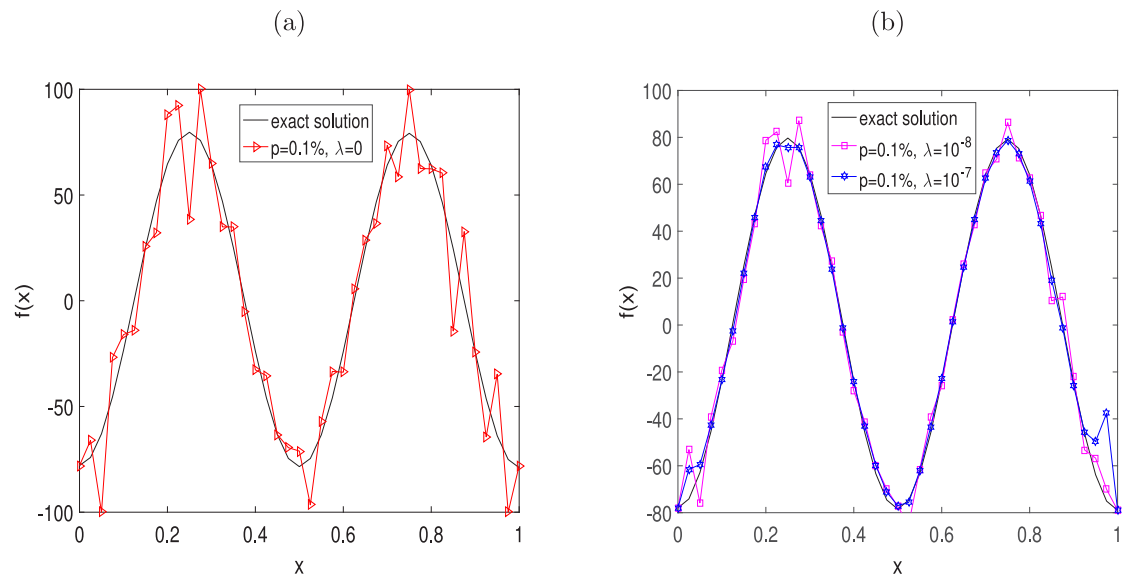 (a)
100
50
0
-50
-100
f(x)
0
0.2
0.4
0.6
0.8
1
x
exact solution
p=0.1%, λ=0
(b)
100
80
60
40
20
0
-20
-40
-60
-80
f(x)
0
0.2
0.4
0.6
0.8
1
x
exact solution
p=0.1%, λ=10^-8
p=0.1%, λ=10^-7